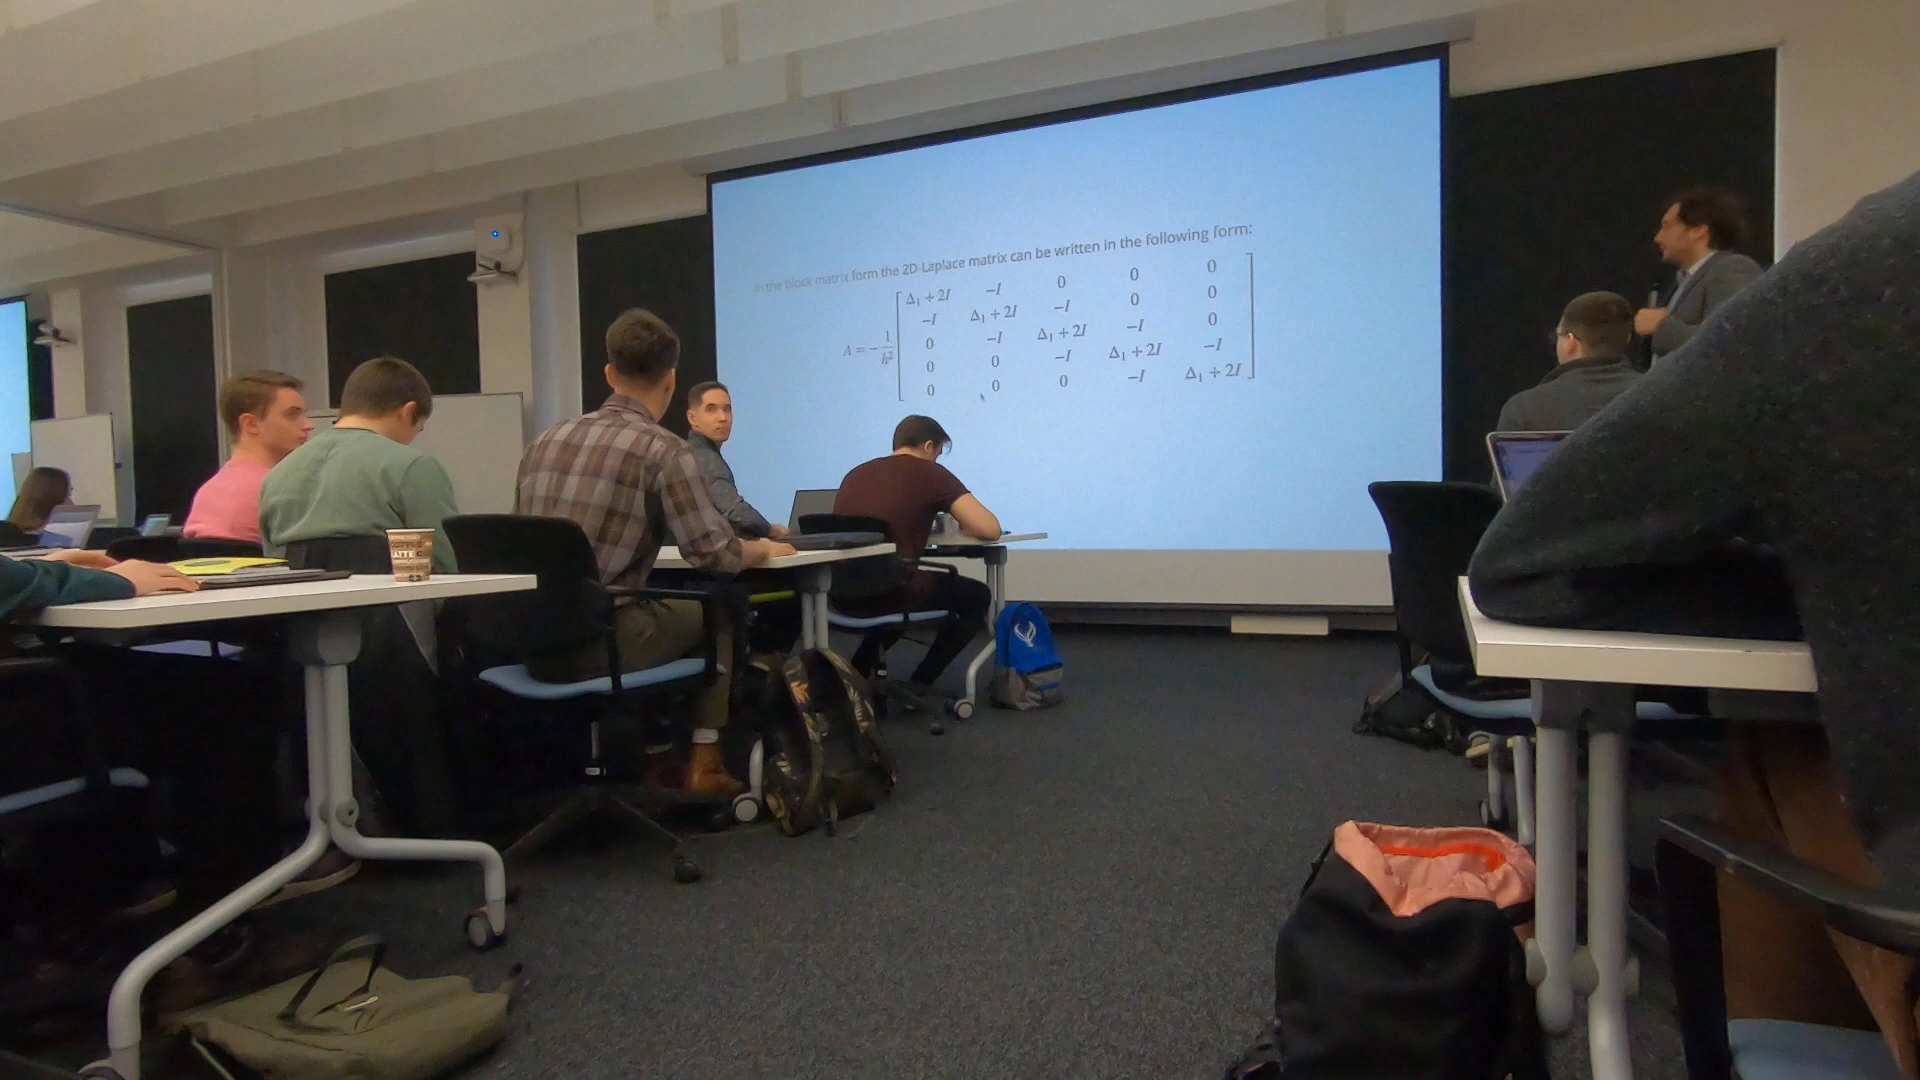 In the block matrix form the 2D-Laplace matrix can be written in the following form:
Δ₁ + 2I −I 0 0 0
−I Δ₁ + 2I −I 0 0
A = − 1/h² 0 −I Δ₁ + 2I −I 0
0 0 −I Δ₁ + 2I −I
0 0 0 −I Δ₁ + 2I
LATTE